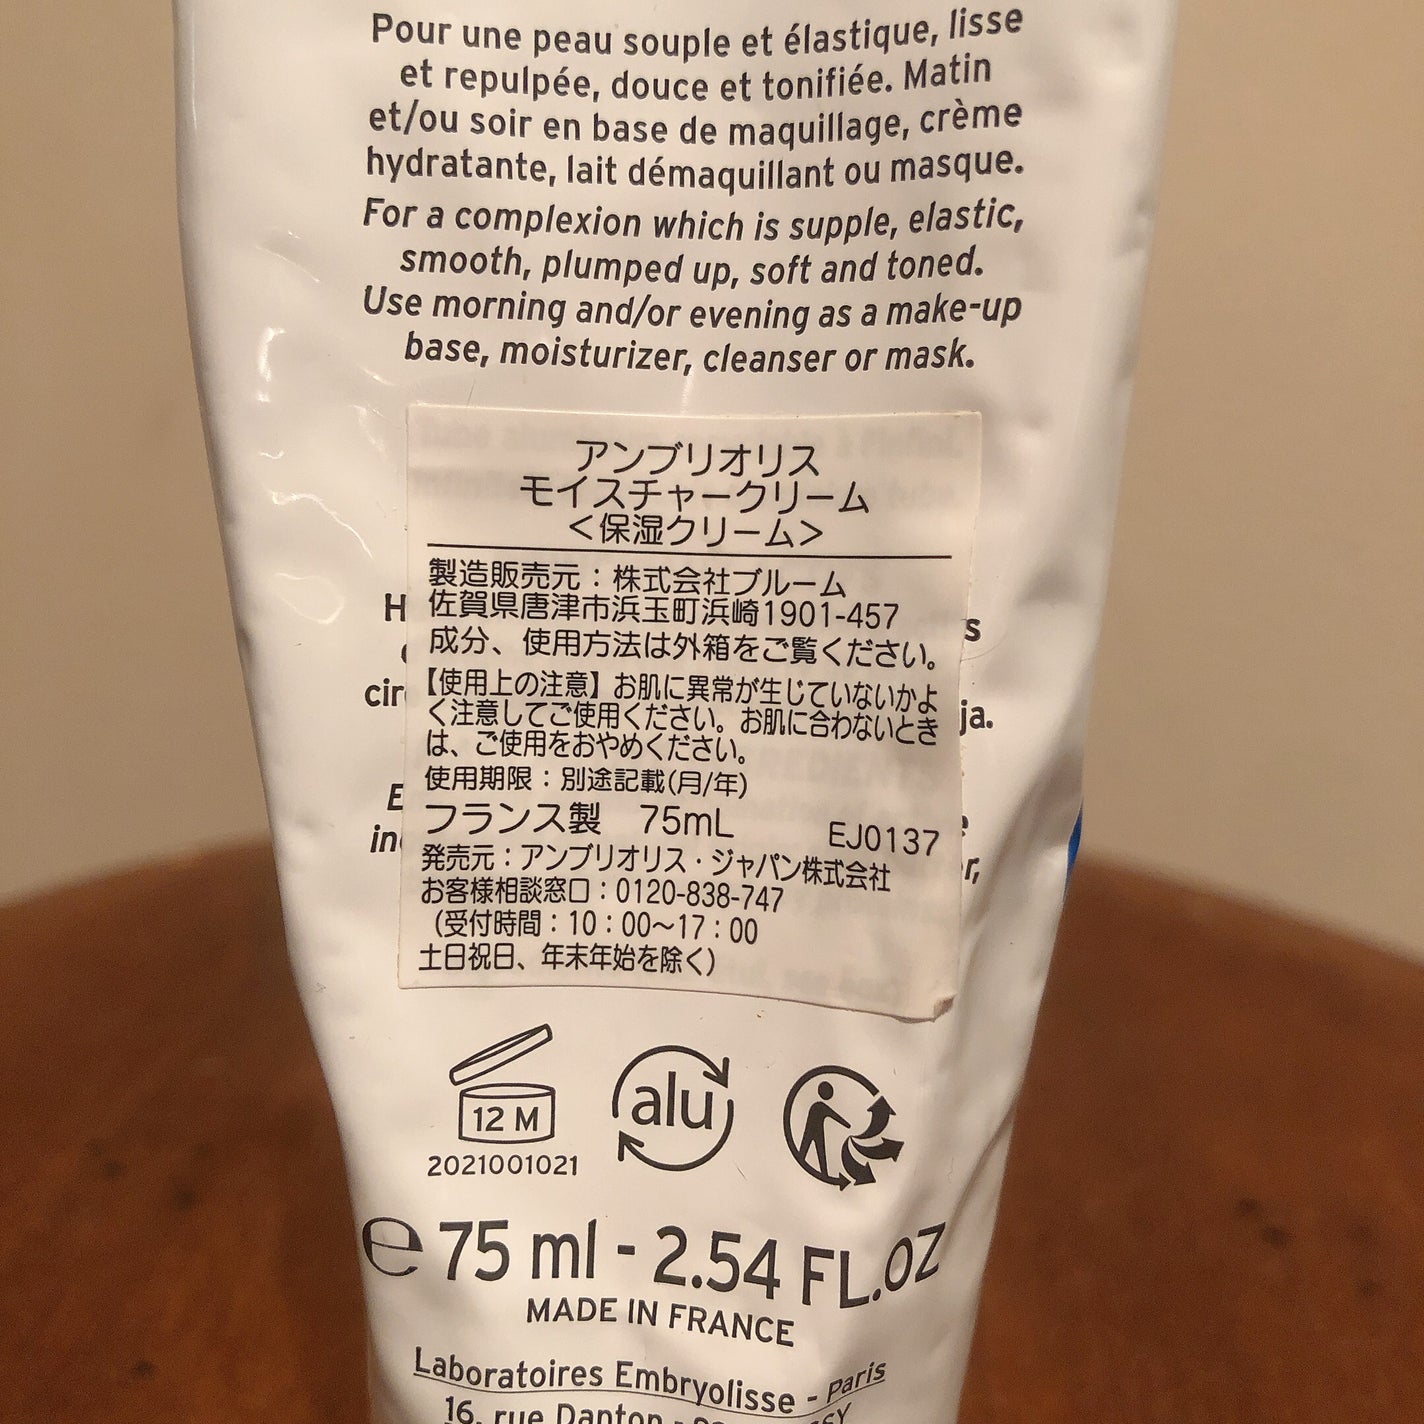 Pour une peau souple et élastique, lisse
et repulpée, douce et tonifiée. Matin
et/ou soir en base de maquillage, crème
hydratante, lait démaquillant ou masque.
For a complexion which is supple, elastic,
smooth, plumped up, soft and toned.
Use morning and/or evening as a make-up
base, moisturizer, cleanser or mask.
アンブリオリス
モイスチャークリーム
＜保湿クリーム＞
製造販売元：株式会社ブルーム
佐賀県唐津市浜玉町浜崎1901-457
成分、使用方法は外箱をご覧ください。
【使用上の注意】お肌に異常が生じていないかよ
く注意してご使用ください。お肌に合わないとき
は、ご使用をおやめください。
使用期限：別途記載(月/年)
フランス製　75mL　EJ0137
発売元：アンブリオリス・ジャパン株式会社
お客様相談窓口：0120-838-747
(受付時間：10：00～17：00
土日祝日、年末年始を除く)
12 M
2021001021
alu
e 75 ml - 2.54 FL.OZ
MADE IN FRANCE
Laboratoires Embryolisse - Paris
16, rue Danton -